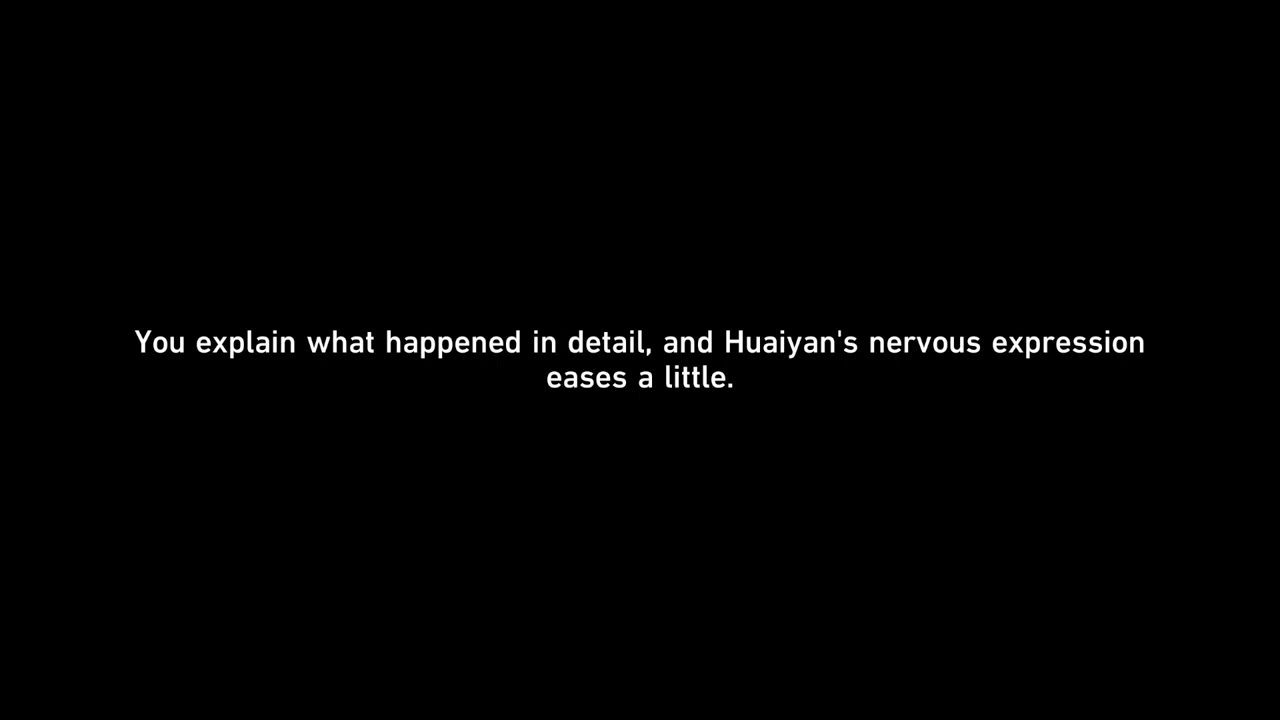 You explain what happened in detail, and Huaiyan's nervous expression
eases a little.